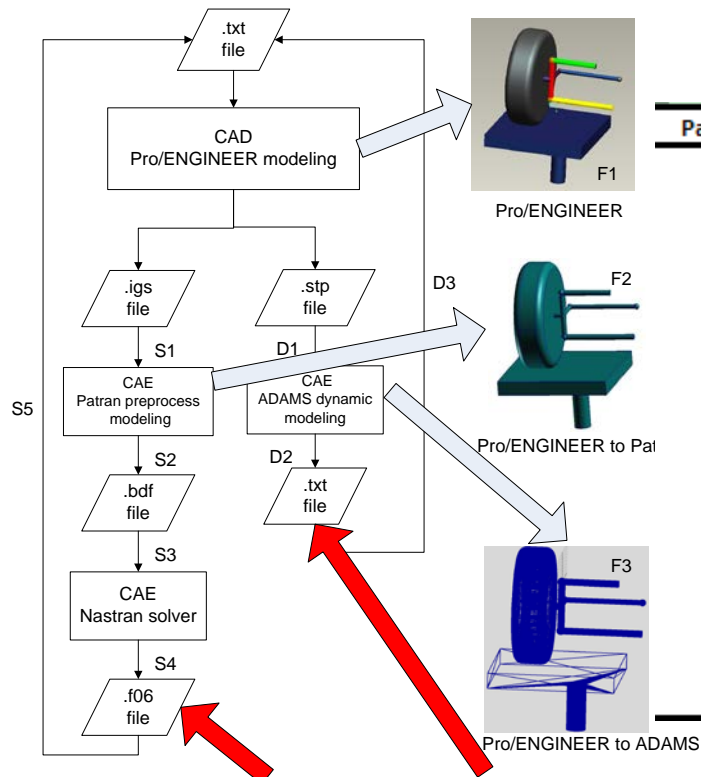 .txt
file
CAD
Pro/ENGINEER modeling
F1
Pa
Pro/ENGINEER
.igs
file
.stp
file
D3
F2
S1
D1
CAE
Patran preprocess
modeling
CAE
ADAMS dynamic
modeling
S5
Pro/ENGINEER to Pat
S2
D2
.bdf
file
.txt
file
S3
F3
CAE
Nastran solver
S4
.f06
file
Pro/ENGINEER to ADAMS